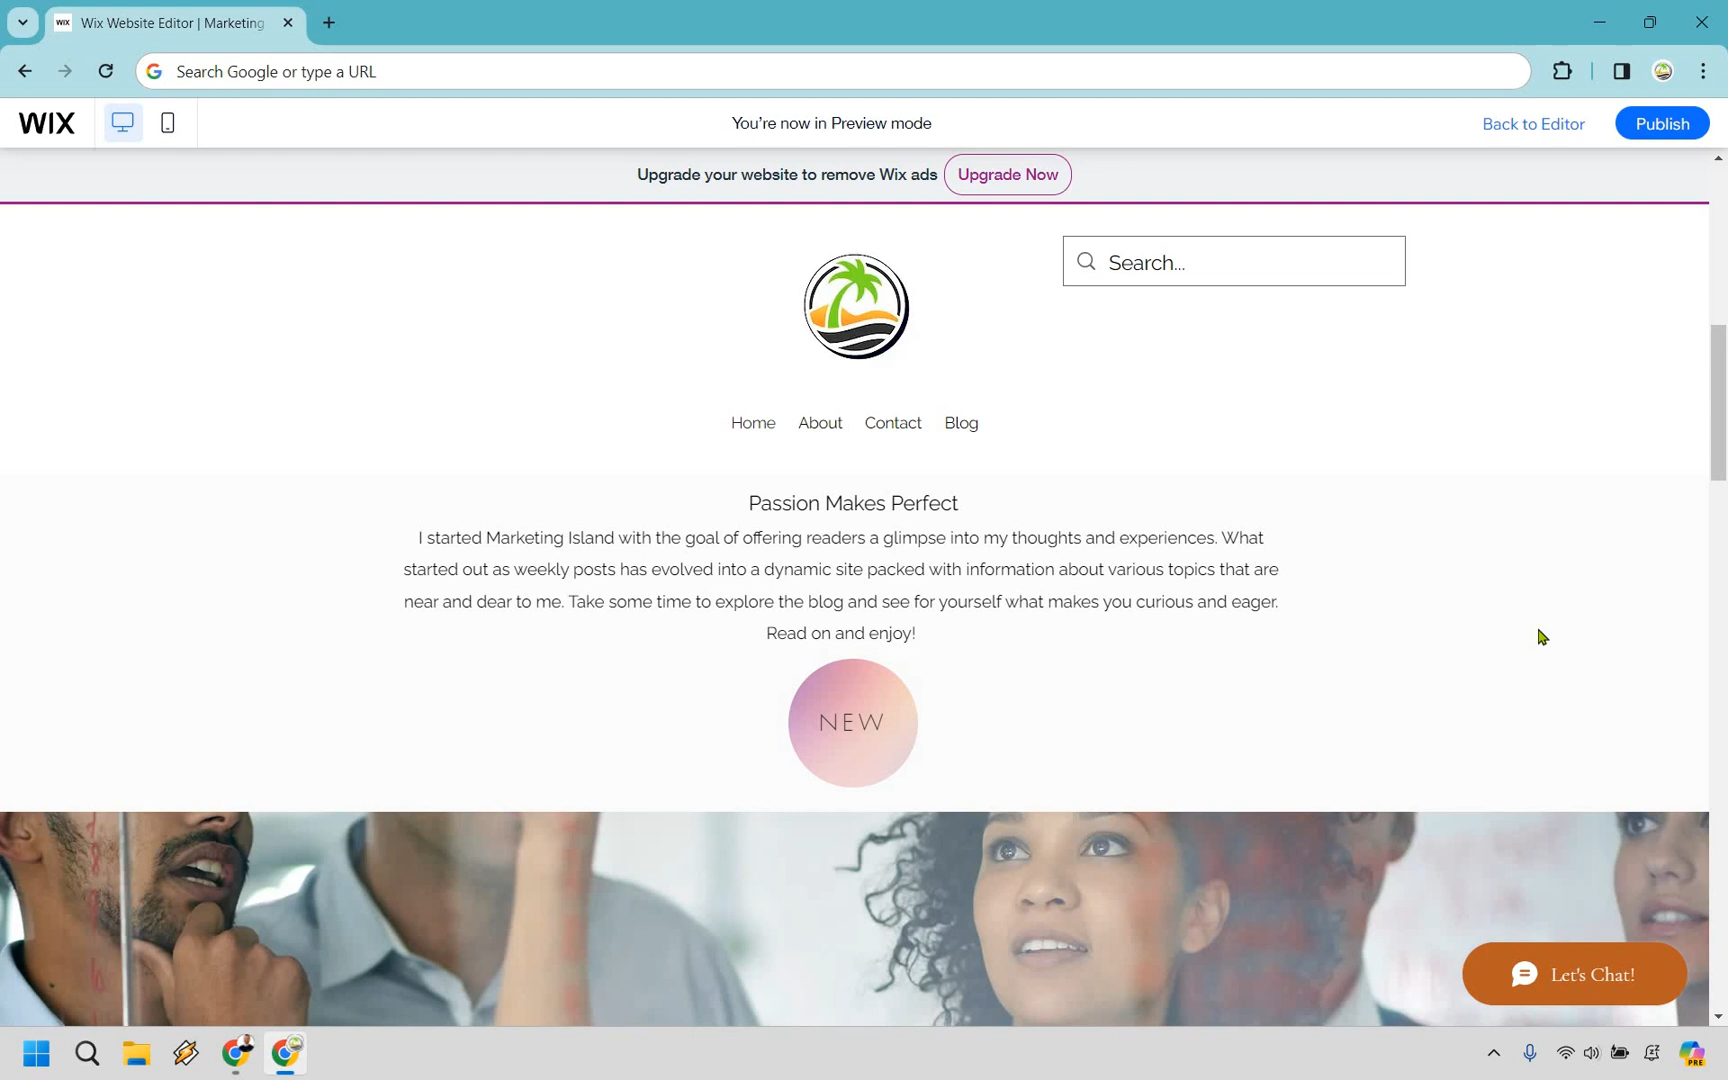 WIX Wix Website Editor | Marketing
Search Google or type a URL
WIX
You're now in Preview mode
Back to Editor
Publish
Upgrade your website to remove Wix ads
Upgrade Now
Search...
Home About Contact Blog
Passion Makes Perfect
I started Marketing Island with the goal of offering readers a glimpse into my thoughts and experiences. What
started out as weekly posts has evolved into a dynamic site packed with information about various topics that are
near and dear to me. Take some time to explore the blog and see for yourself what makes you curious and eager.
Read on and enjoy!
NEW
Let's Chat!
PRE